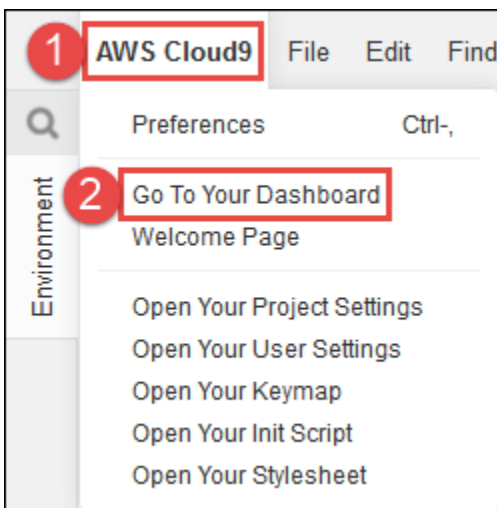 1 AWS Cloud9 File Edit Find
Preferences Ctrl-,
Environment
2 Go To Your Dashboard
Welcome Page
Open Your Project Settings
Open Your User Settings
Open Your Keymap
Open Your Init Script
Open Your Stylesheet